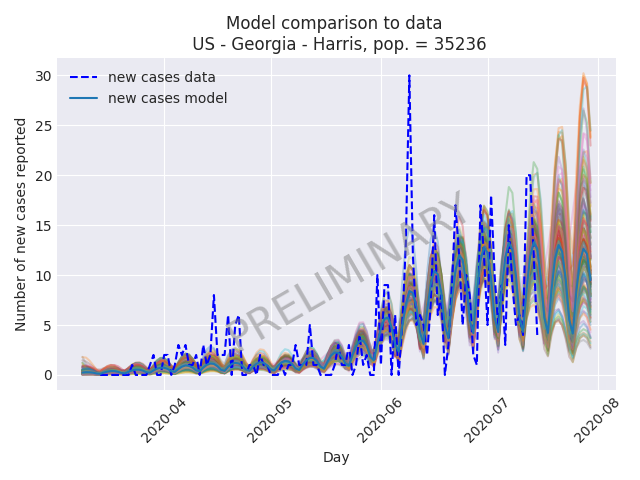 Model comparison to data
US - Georgia - Harris, pop. = 35236
new cases data
new cases model
PRELIMINARY
Number of new cases reported
30
25
20
15
10
5
0
2020-04
2020-05
2020-06
2020-07
2020-08
Day